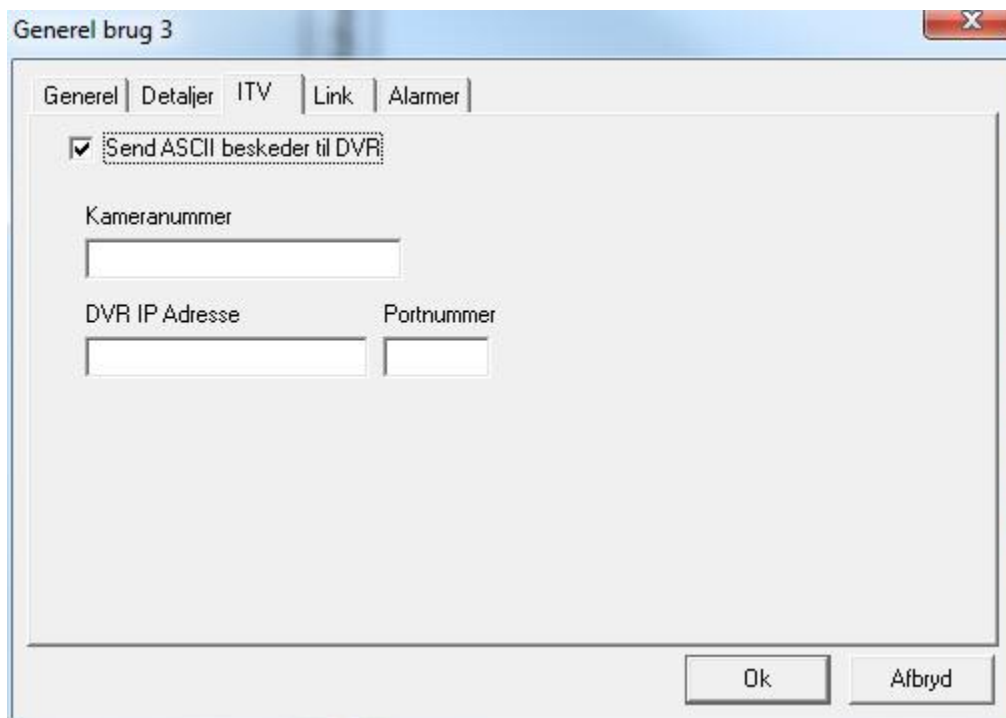 Generel brug 3
Generel Detaljer ITV Link Alarmer
Send ASCII beskeder til DVR
Kameranummer
DVR IP Adresse Portnummer
Ok Afbryd